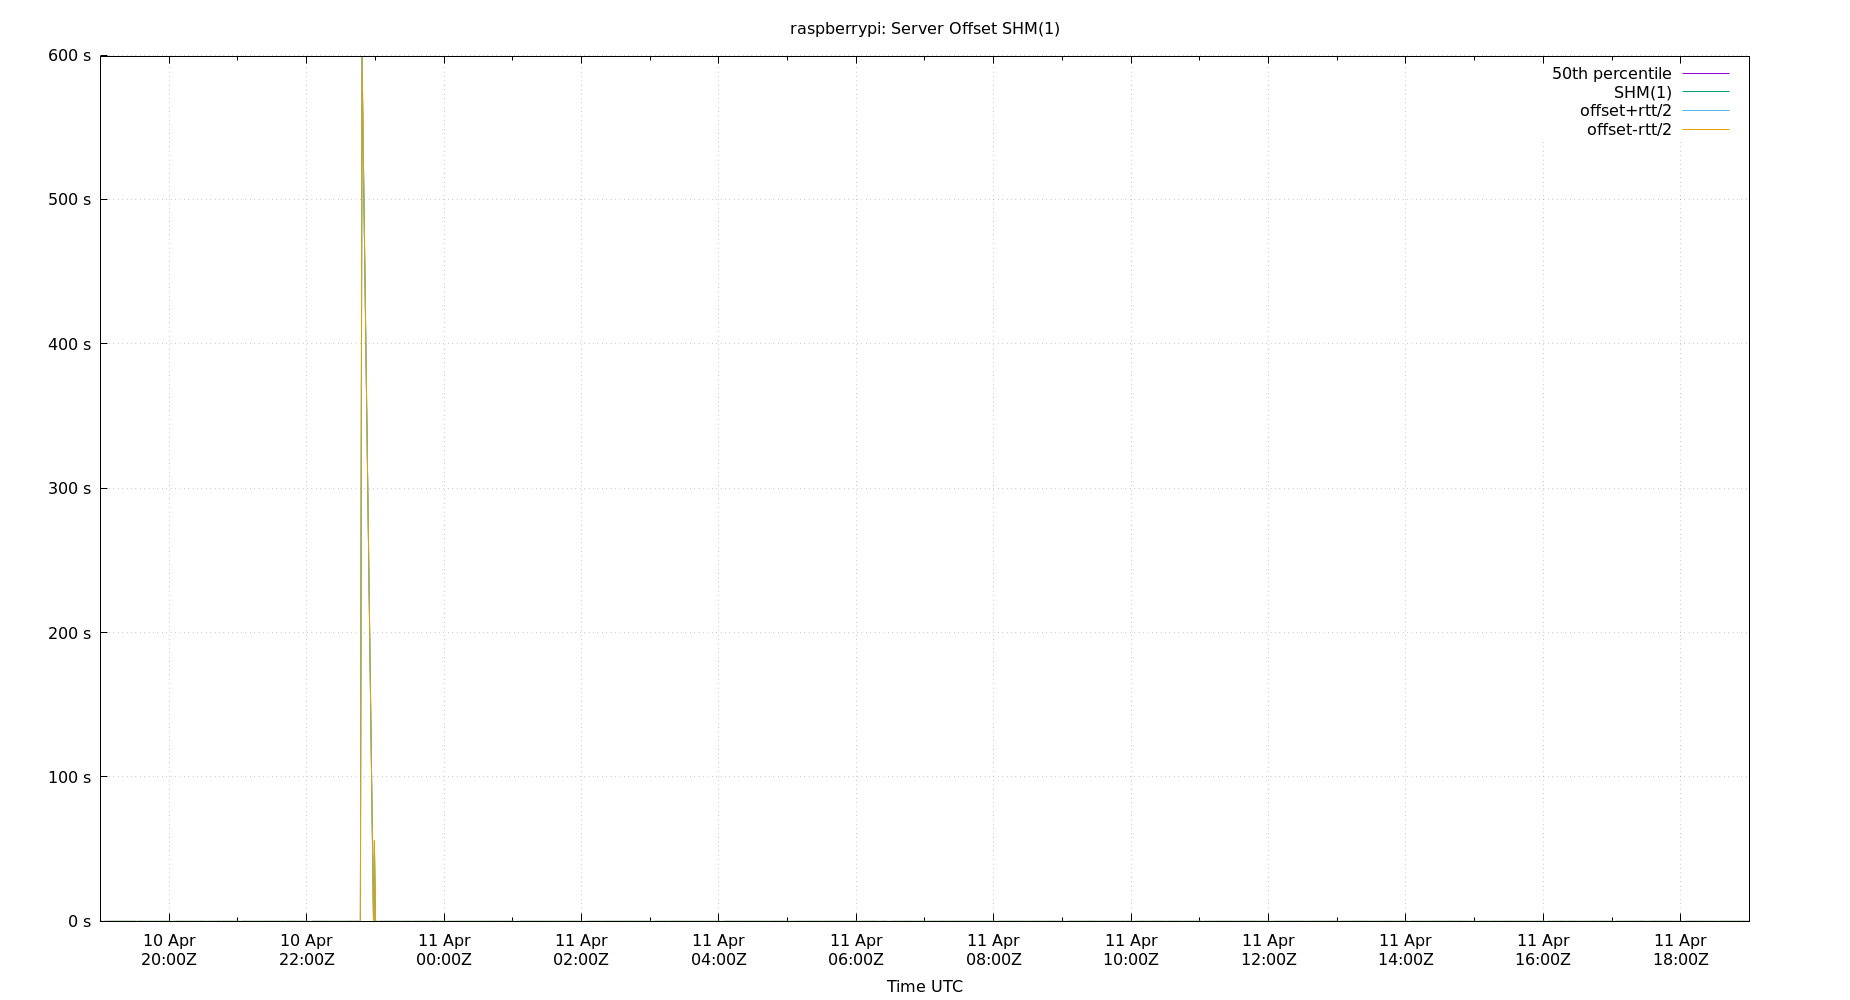 raspberrypi: Server Offset SHM(1)
600 s
500 s
400 s
300 s
200 s
100 s
0 s
50th percentile
SHM(1)
offset+rtt/2
offset-rtt/2
10 Apr 10 Apr 11 Apr 11 Apr 11 Apr 11 Apr 11 Apr 11 Apr 11 Apr 11 Apr 11 Apr 11 Apr
20:00Z 22:00Z 00:00Z 02:00Z 04:00Z 06:00Z 08:00Z 10:00Z 12:00Z 14:00Z 16:00Z 18:00Z
Time UTC